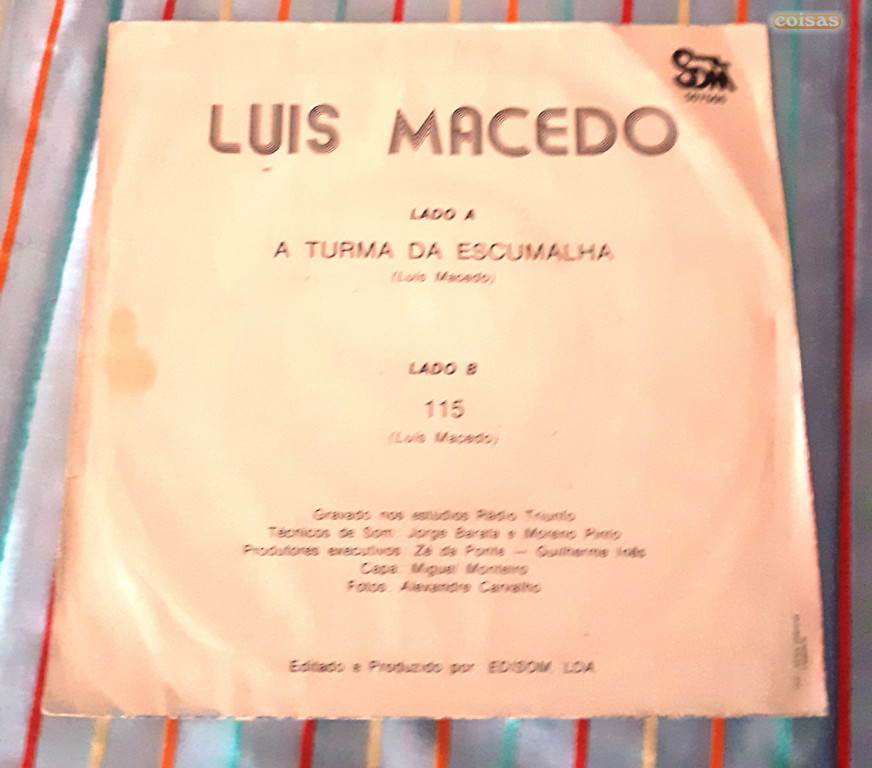 coisas
LUIS MACEDO
LADO A
A TURMA DA ESCUMALHA
(Luís Macedo)
LADO B
115
(Luís Macedo)
Gravado nos estúdios Rádio Triunfo
Técnicos de Som: Jorge Barata e Moreno Pinto
Produtores executivos: Zé da Ponte — Guilherme Inês
Capa: Miguel Monteiro
Fotos: Alexandre Carvalho
Editado e Produzido por: EDISOM, LDA.